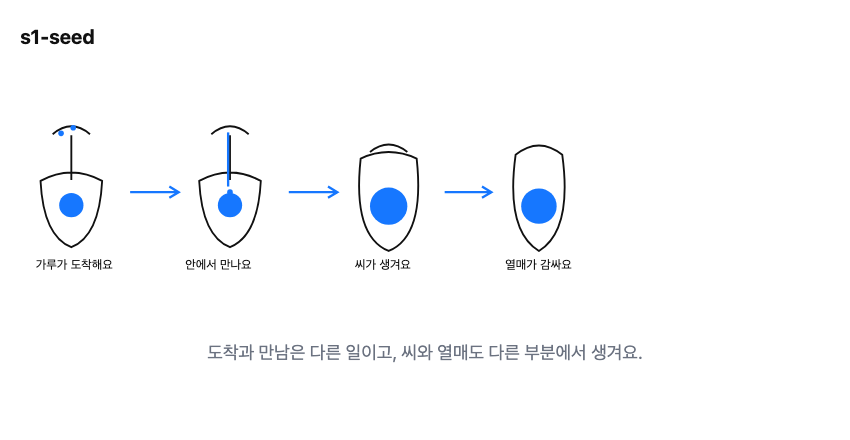 s1-seed
가루가 도착해요
안에서 만나요
씨가 생겨요
열매가 감싸요
도착과 만남은 다른 일이고, 씨와 열매도 다른 부분에서 생겨요.